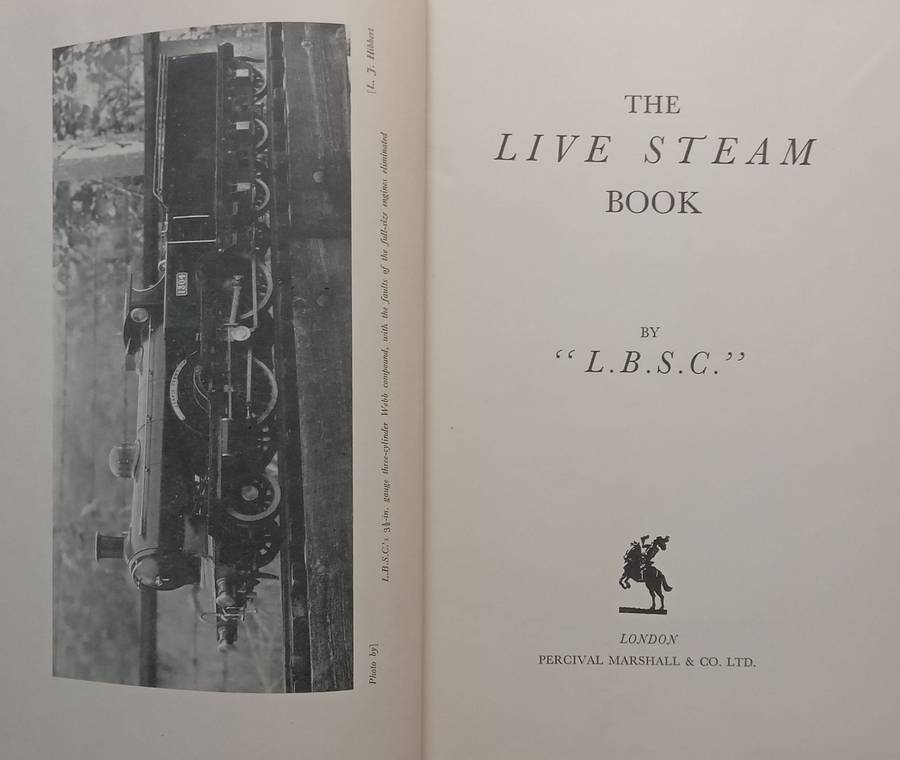 [L. J. Hibbert
L.B.S.C.'s 3½-in. gauge three-cylinder Webb compound, with the faults of the full-size engines eliminated
Photo by]
1304
THE
LIVE STEAM
BOOK
BY
“ L.B.S.C.”
LONDON
PERCIVAL MARSHALL & CO. LTD.